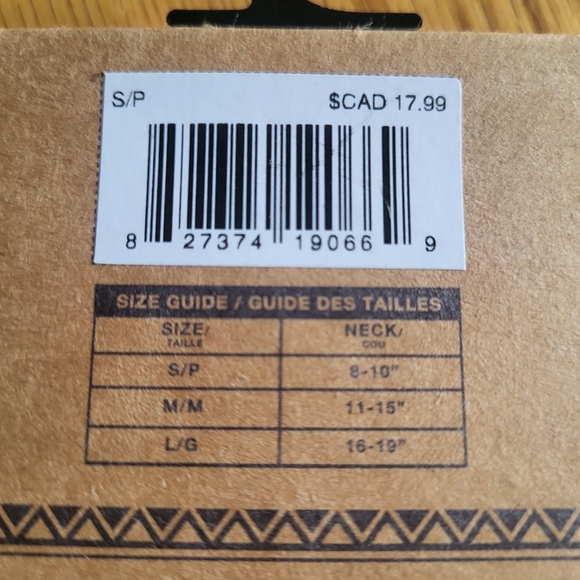 S/P $CAD 17.99
8 27374 19066 9
SIZE GUIDE / GUIDE DES TAILLES
SIZE/ NECK/
TAILLE COU
S/P 8-10"
M/M 11-15"
L/G 16-19"